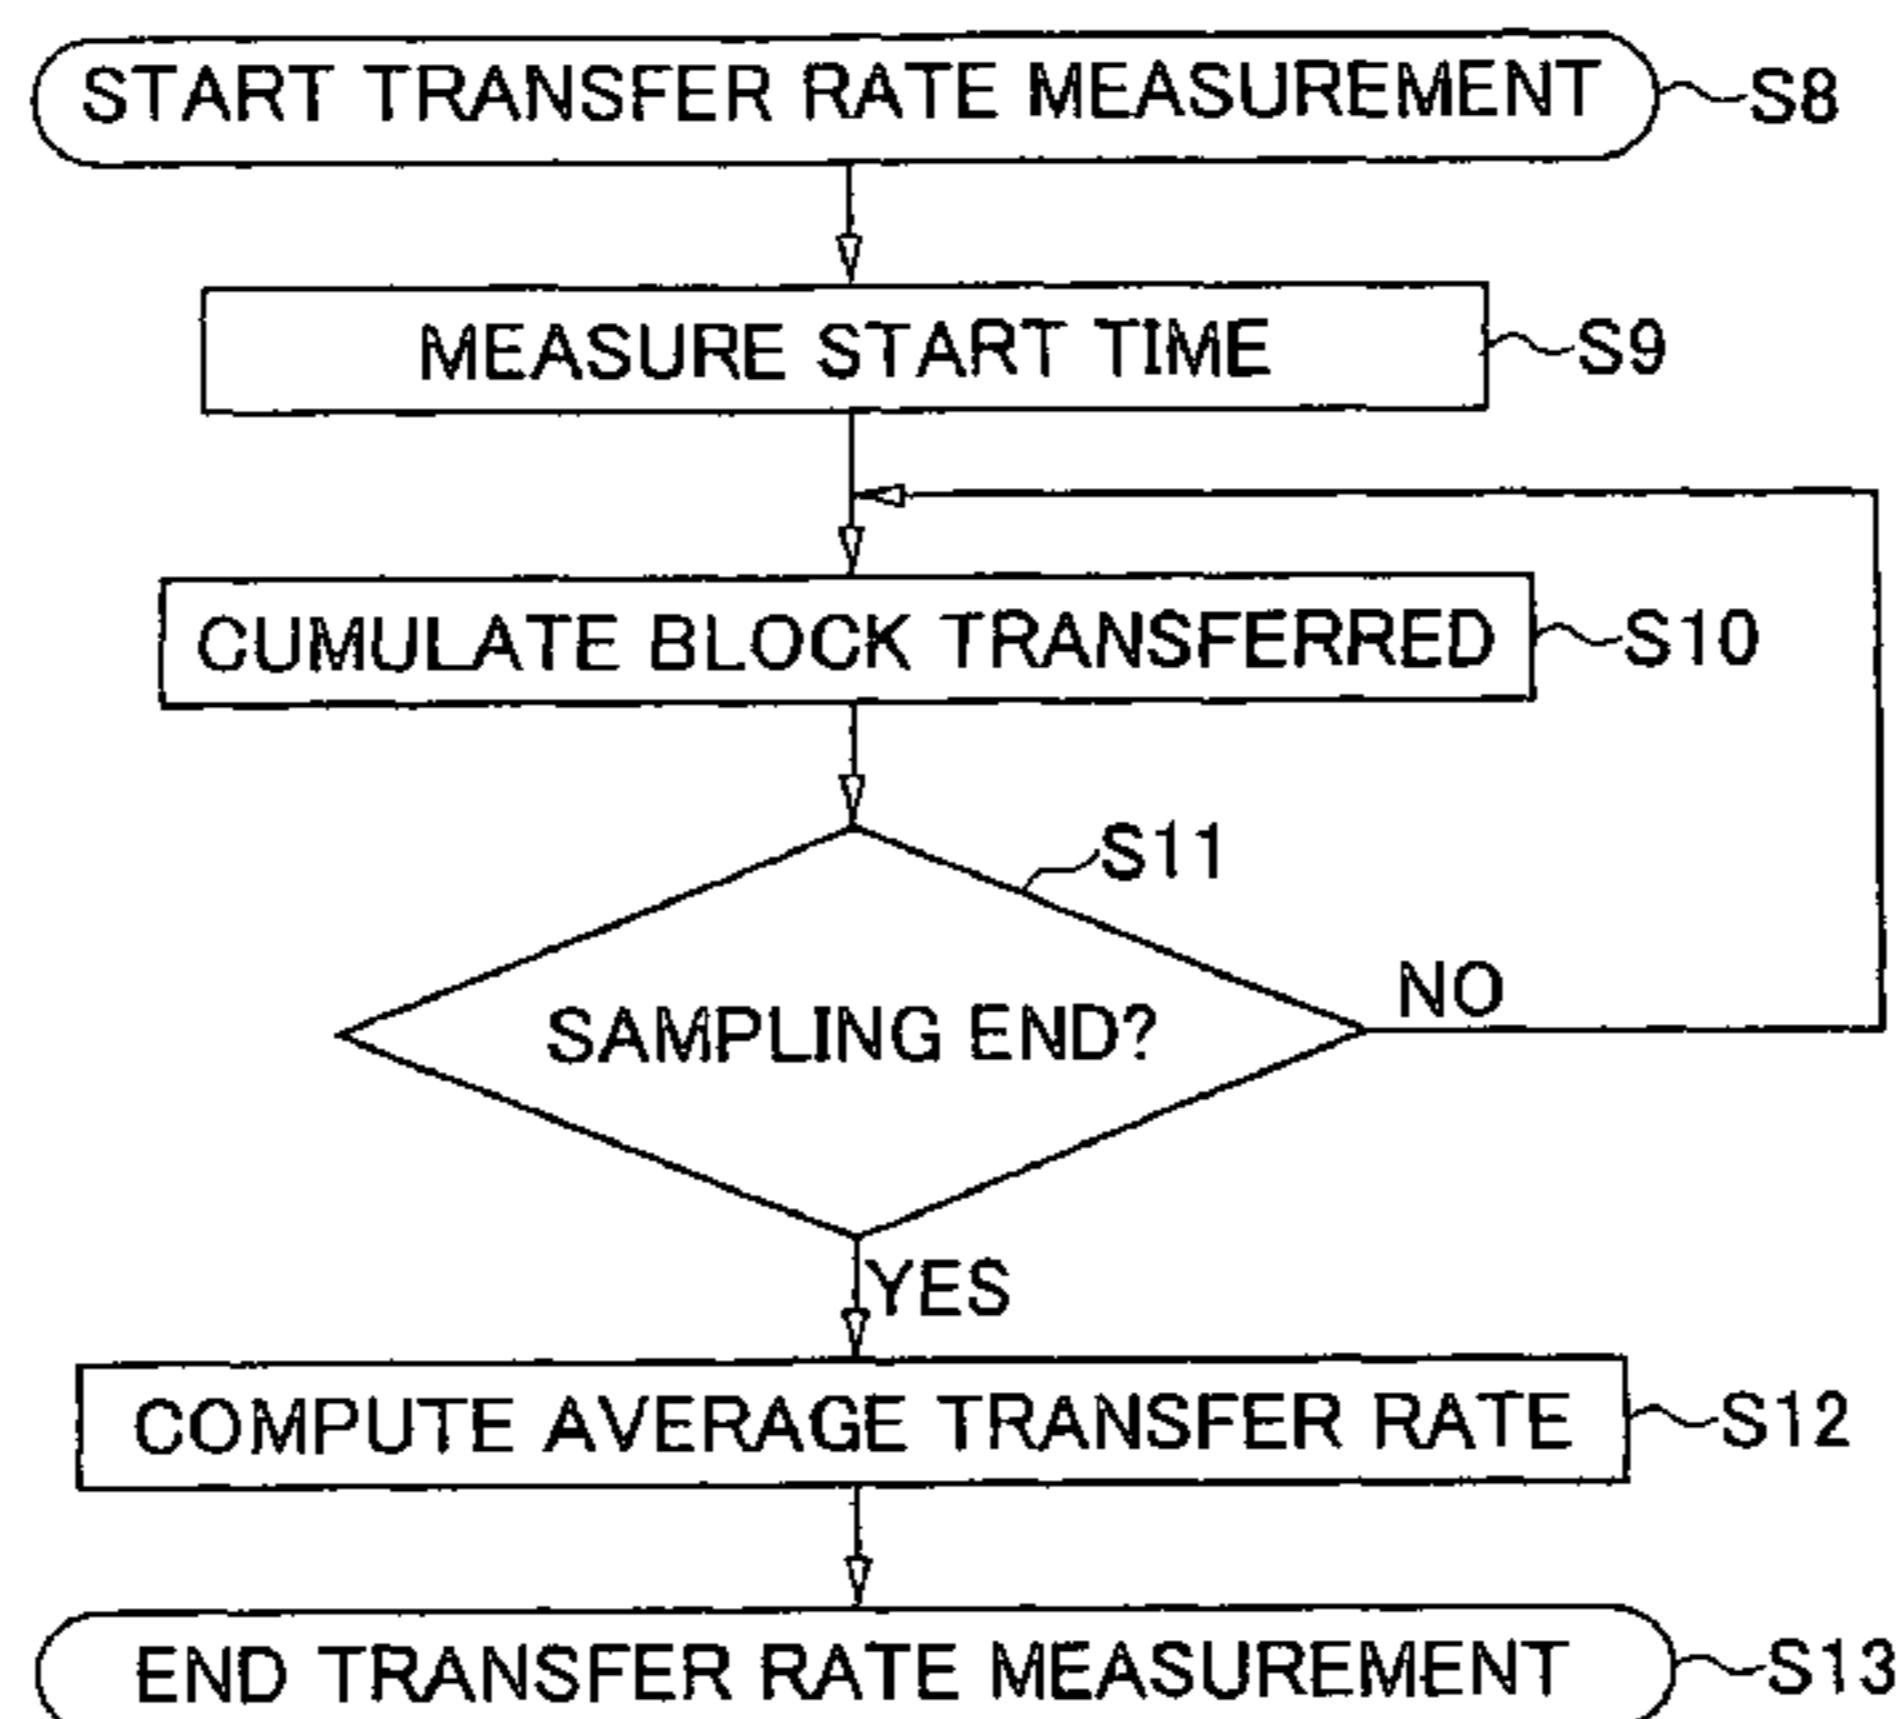 START TRANSFER RATE MEASUREMENT S8
MEASURE START TIME S9
CUMULATE BLOCK TRANSFERRED S10
S11
SAMPLING END?
NO
YES
COMPUTE AVERAGE TRANSFER RATE S12
END TRANSFER RATE MEASUREMENT S13